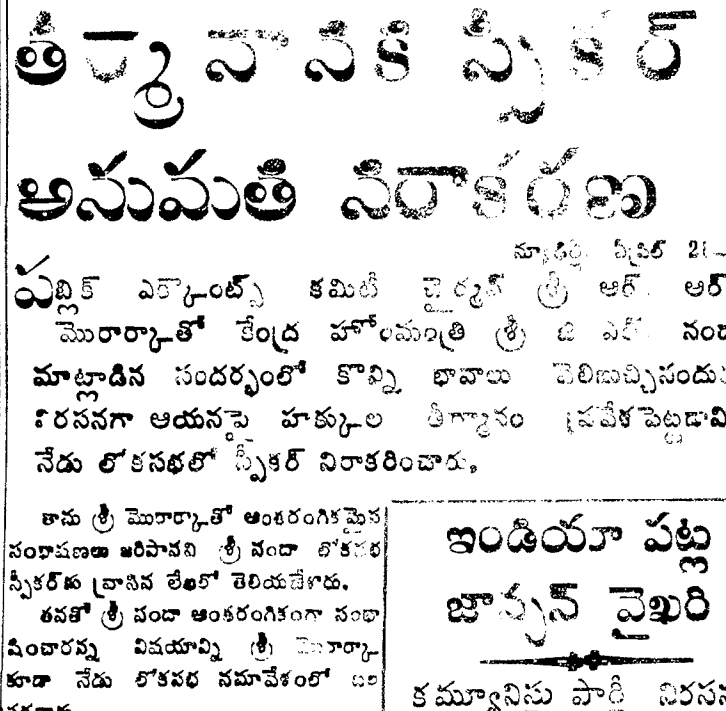 తీర్మానానికి స్పీకర్
అనుమతి నిరాకరణ
న్యూఢిల్లీ, ఏప్రిల్ 21—
పబ్లిక్ ఎక్కౌంట్స్ కమిటీ ఛైర్మన్ శ్రీ ఆర్. ఆర్
మొరార్కాతో కేంద్ర హోంమంత్రి శ్రీ జి ఎల్. నందా
మాట్లాడిన సందర్భంలో కొన్ని భావాలు వెలిబుచ్చినందు
నిరసనగా ఆయనపై హక్కుల తీర్మానం ప్రవేశపెట్టడాని
నేడు లోకసభలో స్పీకర్ నిరాకరించారు.
తాను శ్రీ మొరార్కాతో ఆంతరంగికమైన
సంభాషణలు జరిపానని శ్రీ నందా లోకసభ
స్పీకర్‌కు వ్రాసిన లేఖలో తెలియజేశారు.
తనతో శ్రీ నందా ఆంతరంగికంగా సంభా
షించారన్న విషయాన్ని శ్రీ మొరార్కా
కూడా నేడు లోకసభ సమావేశంలో
ఇండియా పట్ల
జాన్సన్ వైఖరి
కమ్యూనిస్టు పార్టీ నిరసన